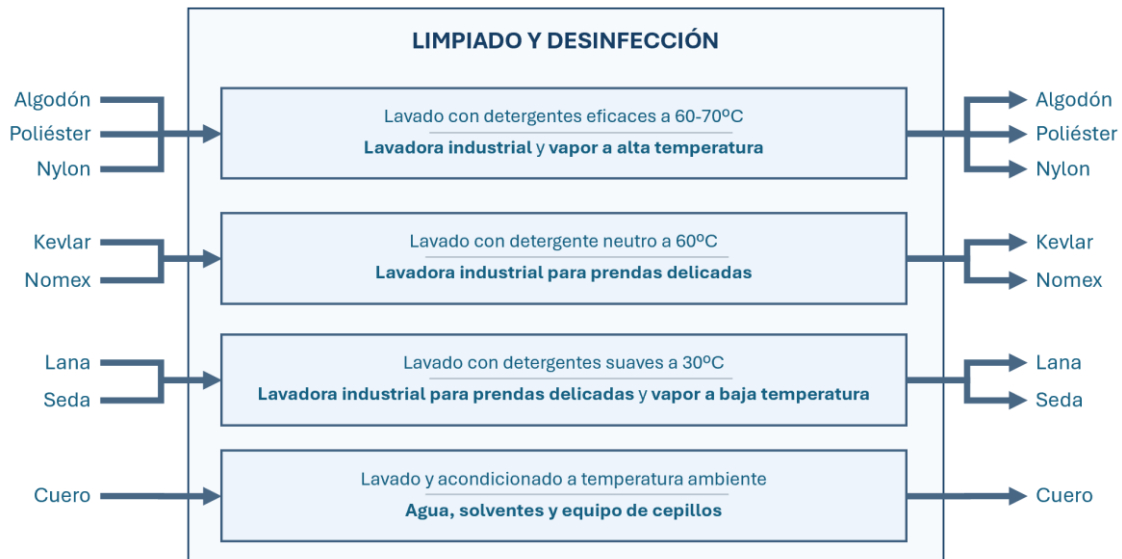 LIMPIADO Y DESINFECCIÓN
Algodón
Poliéster
Nylon
Lavado con detergentes eficaces a 60-70ºC
Lavadora industrial y vapor a alta temperatura
Algodón
Poliéster
Nylon
Kevlar
Nomex
Lavado con detergente neutro a 60ºC
Lavadora industrial para prendas delicadas
Kevlar
Nomex
Lana
Seda
Lavado con detergentes suaves a 30ºC
Lavadora industrial para prendas delicadas y vapor a baja temperatura
Lana
Seda
Cuero
Lavado y acondicionado a temperatura ambiente
Agua, solventes y equipo de cepillos
Cuero